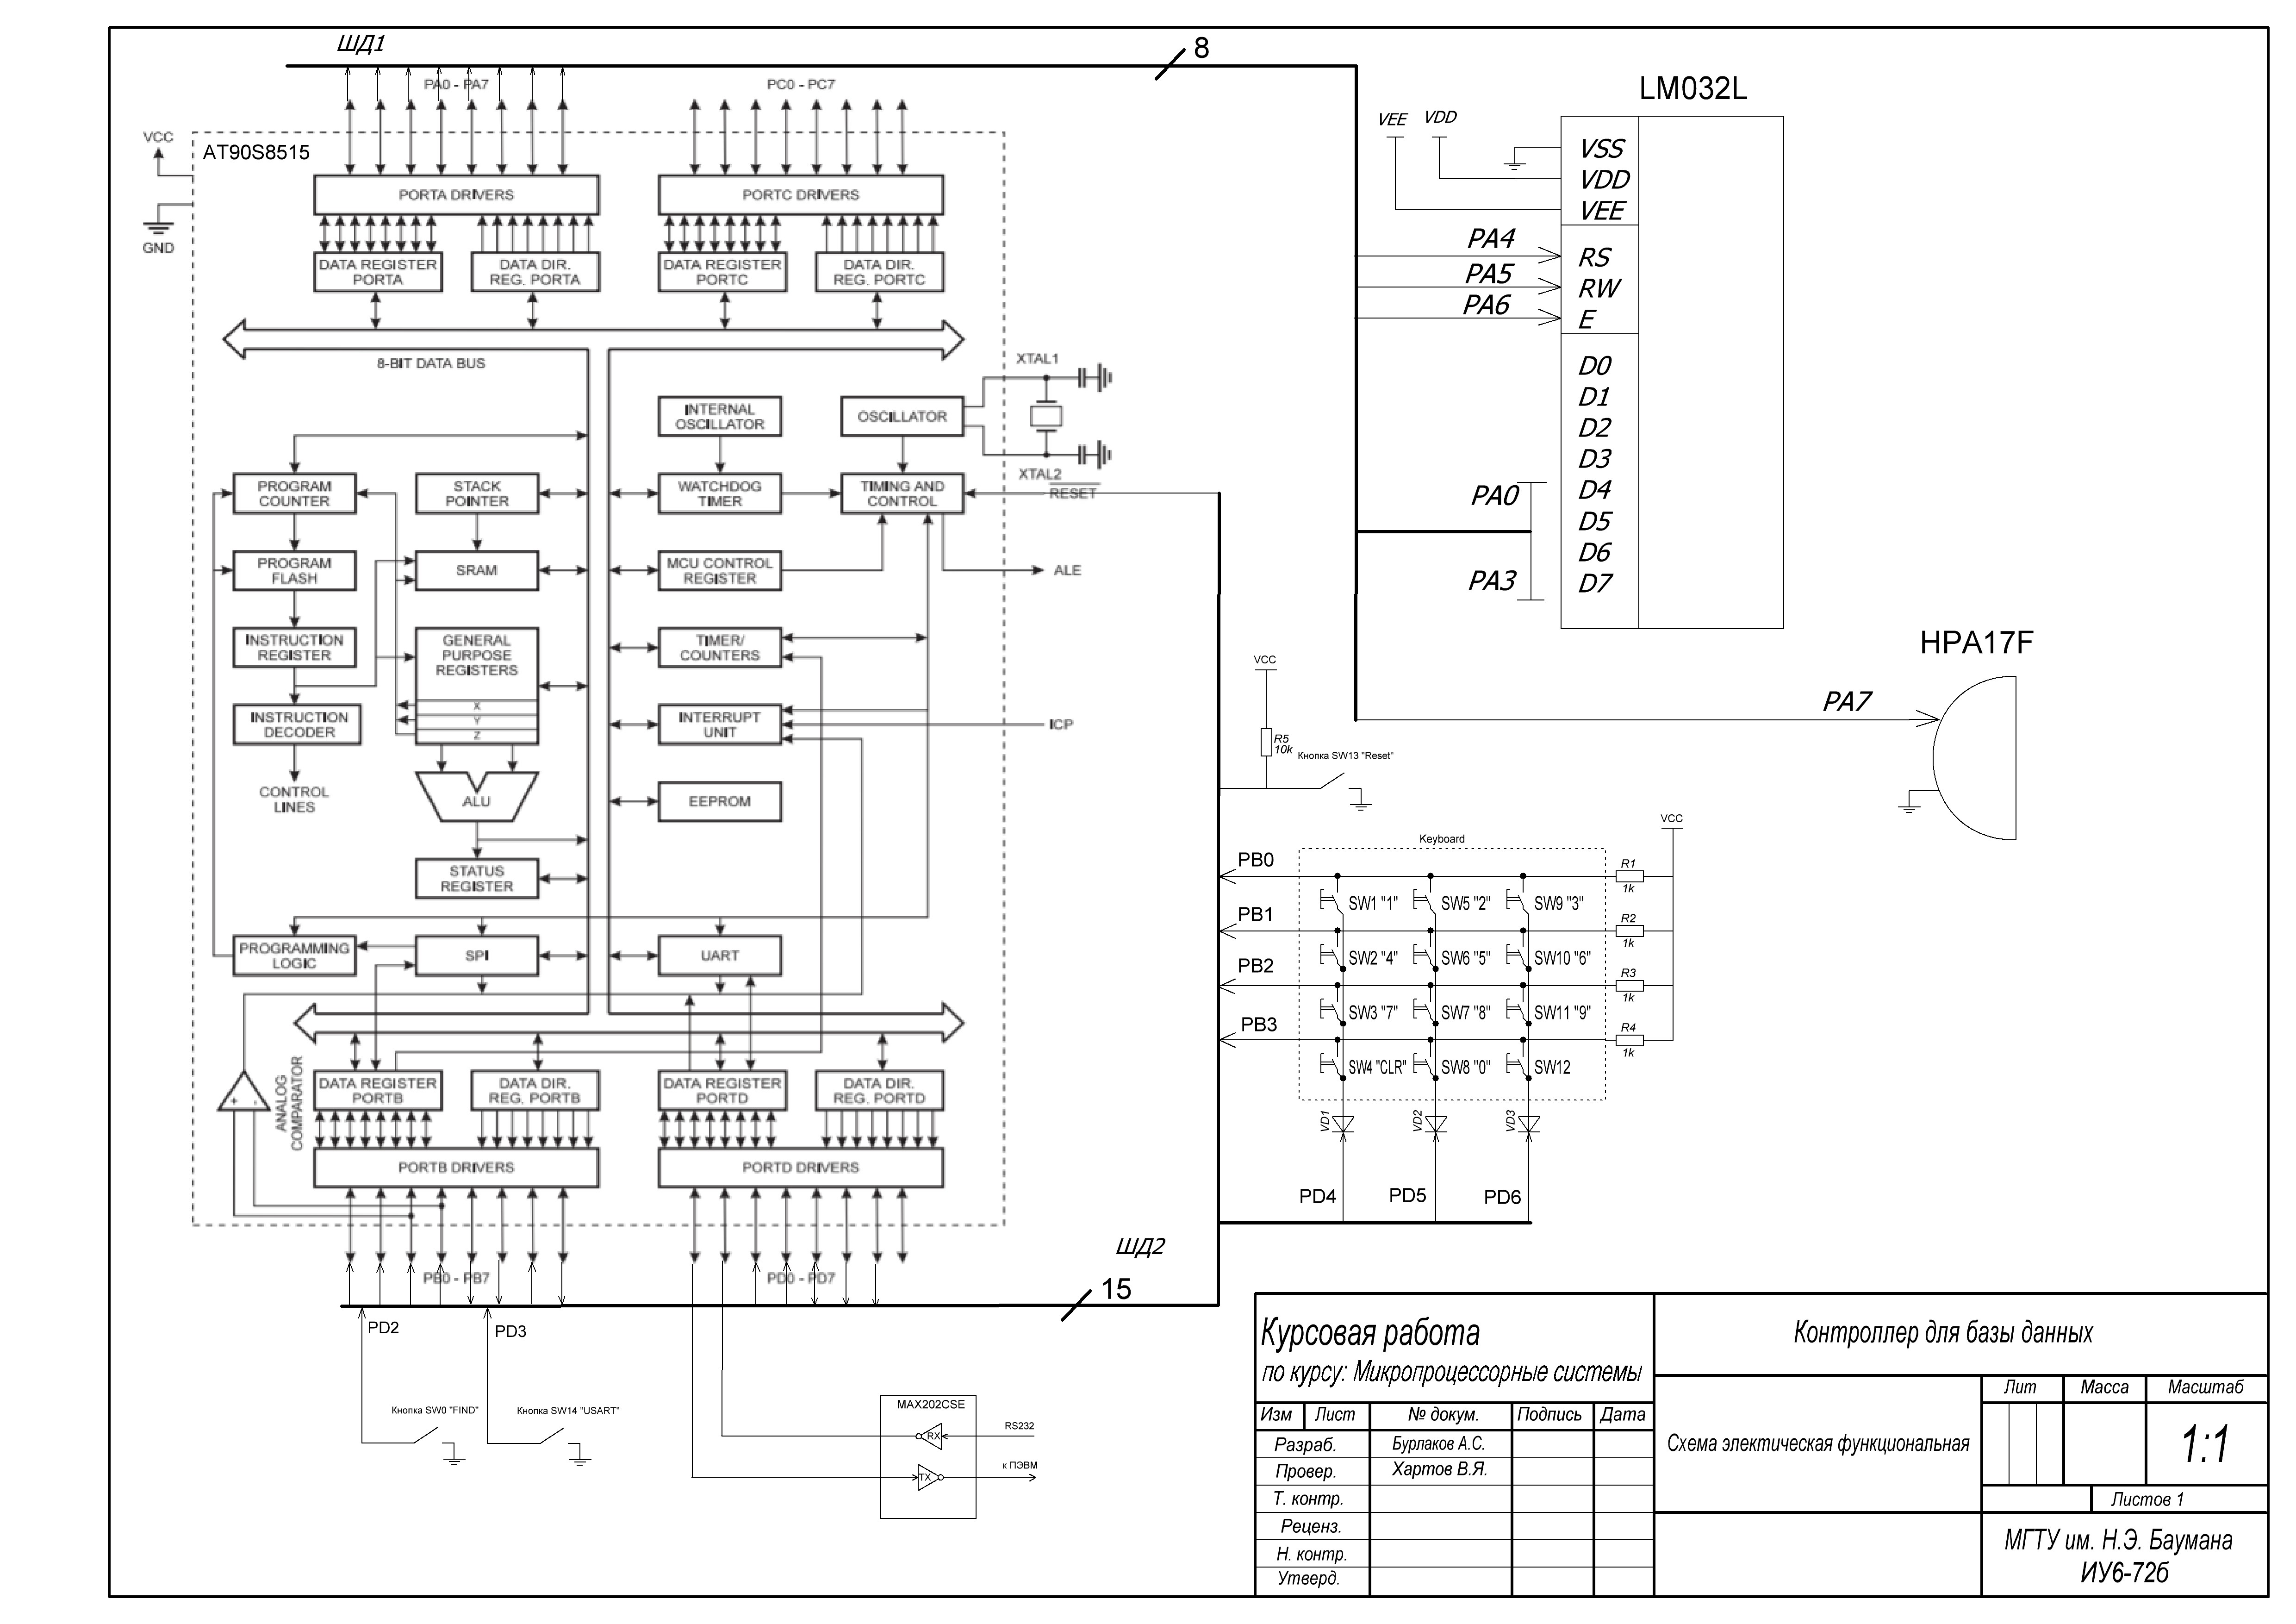 ШД1
8
PA0 - PA7
PC0 - PC7
VCC
AT90S8515
GND
PORTA DRIVERS
PORTC DRIVERS
DATA REGISTER
PORTA
DATA DIR.
REG. PORTA
DATA REGISTER
PORTC
DATA DIR.
REG. PORTC
8-BIT DATA BUS
INTERNAL
OSCILLATOR
OSCILLATOR
XTAL1
XTAL2
RESET
PROGRAM
COUNTER
STACK
POINTER
WATCHDOG
TIMER
TIMING AND
CONTROL
PROGRAM
FLASH
SRAM
MCU CONTROL
REGISTER
ALE
INSTRUCTION
REGISTER
GENERAL
PURPOSE
REGISTERS
X
Y
Z
TIMER/
COUNTERS
INSTRUCTION
DECODER
INTERRUPT
UNIT
ICP
CONTROL
LINES
ALU
EEPROM
STATUS
REGISTER
PROGRAMMING
LOGIC
SPI
UART
+
-
ANALOG
COMPARATOR
DATA REGISTER
PORTB
DATA DIR.
REG. PORTB
DATA REGISTER
PORTD
DATA DIR.
REG. PORTD
PORTB DRIVERS
PORTD DRIVERS
PB0 - PB7
PD0 - PD7
ШД2
15
PD2
PD3
Кнопка SW0 "FIND"
Кнопка SW14 "USART"
MAX202CSE
RX
RS232
TX
к ПЭВМ
LM032L
VEE
VDD
VSS
VDD
VEE
PA4
RS
PA5
RW
PA6
E
D0
D1
D2
D3
PA0
D4
D5
D6
PA3
D7
HPA17F
PA7
VCC
R5
10k
Кнопка SW13 "Reset"
VCC
Keyboard
PB0
R1
1k
SW1 "1"
SW5 "2"
SW9 "3"
PB1
R2
1k
SW2 "4"
SW6 "5"
SW10 "6"
PB2
R3
1k
SW3 "7"
SW7 "8"
SW11 "9"
PB3
R4
1k
SW4 "CLR"
SW8 "0"
SW12
VD1
VD2
VD3
PD4
PD5
PD6
Курсовая работа
по курсу: Микропроцессорные системы
Контроллер для базы данных
Изм
Лист
№ докум.
Подпись
Дата
Разраб.
Бурлаков А.С.
Провер.
Хартов В.Я.
Т. контр.
Реценз.
Н. контр.
Утверд.
Схема электическая функциональная
Лит
Масса
Масштаб
1:1
Листов 1
МГТУ им. Н.Э. Баумана
ИУ6-72б